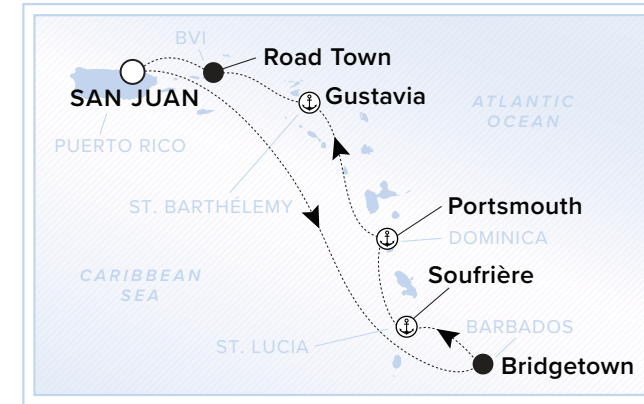 BVI
Road Town
SAN JUAN
Gustavia
ATLANTIC
OCEAN
PUERTO RICO
ST. BARTHÉLEMY
Portsmouth
DOMINICA
CARIBBEAN
SEA
Soufrière
BARBADOS
ST. LUCIA
Bridgetown